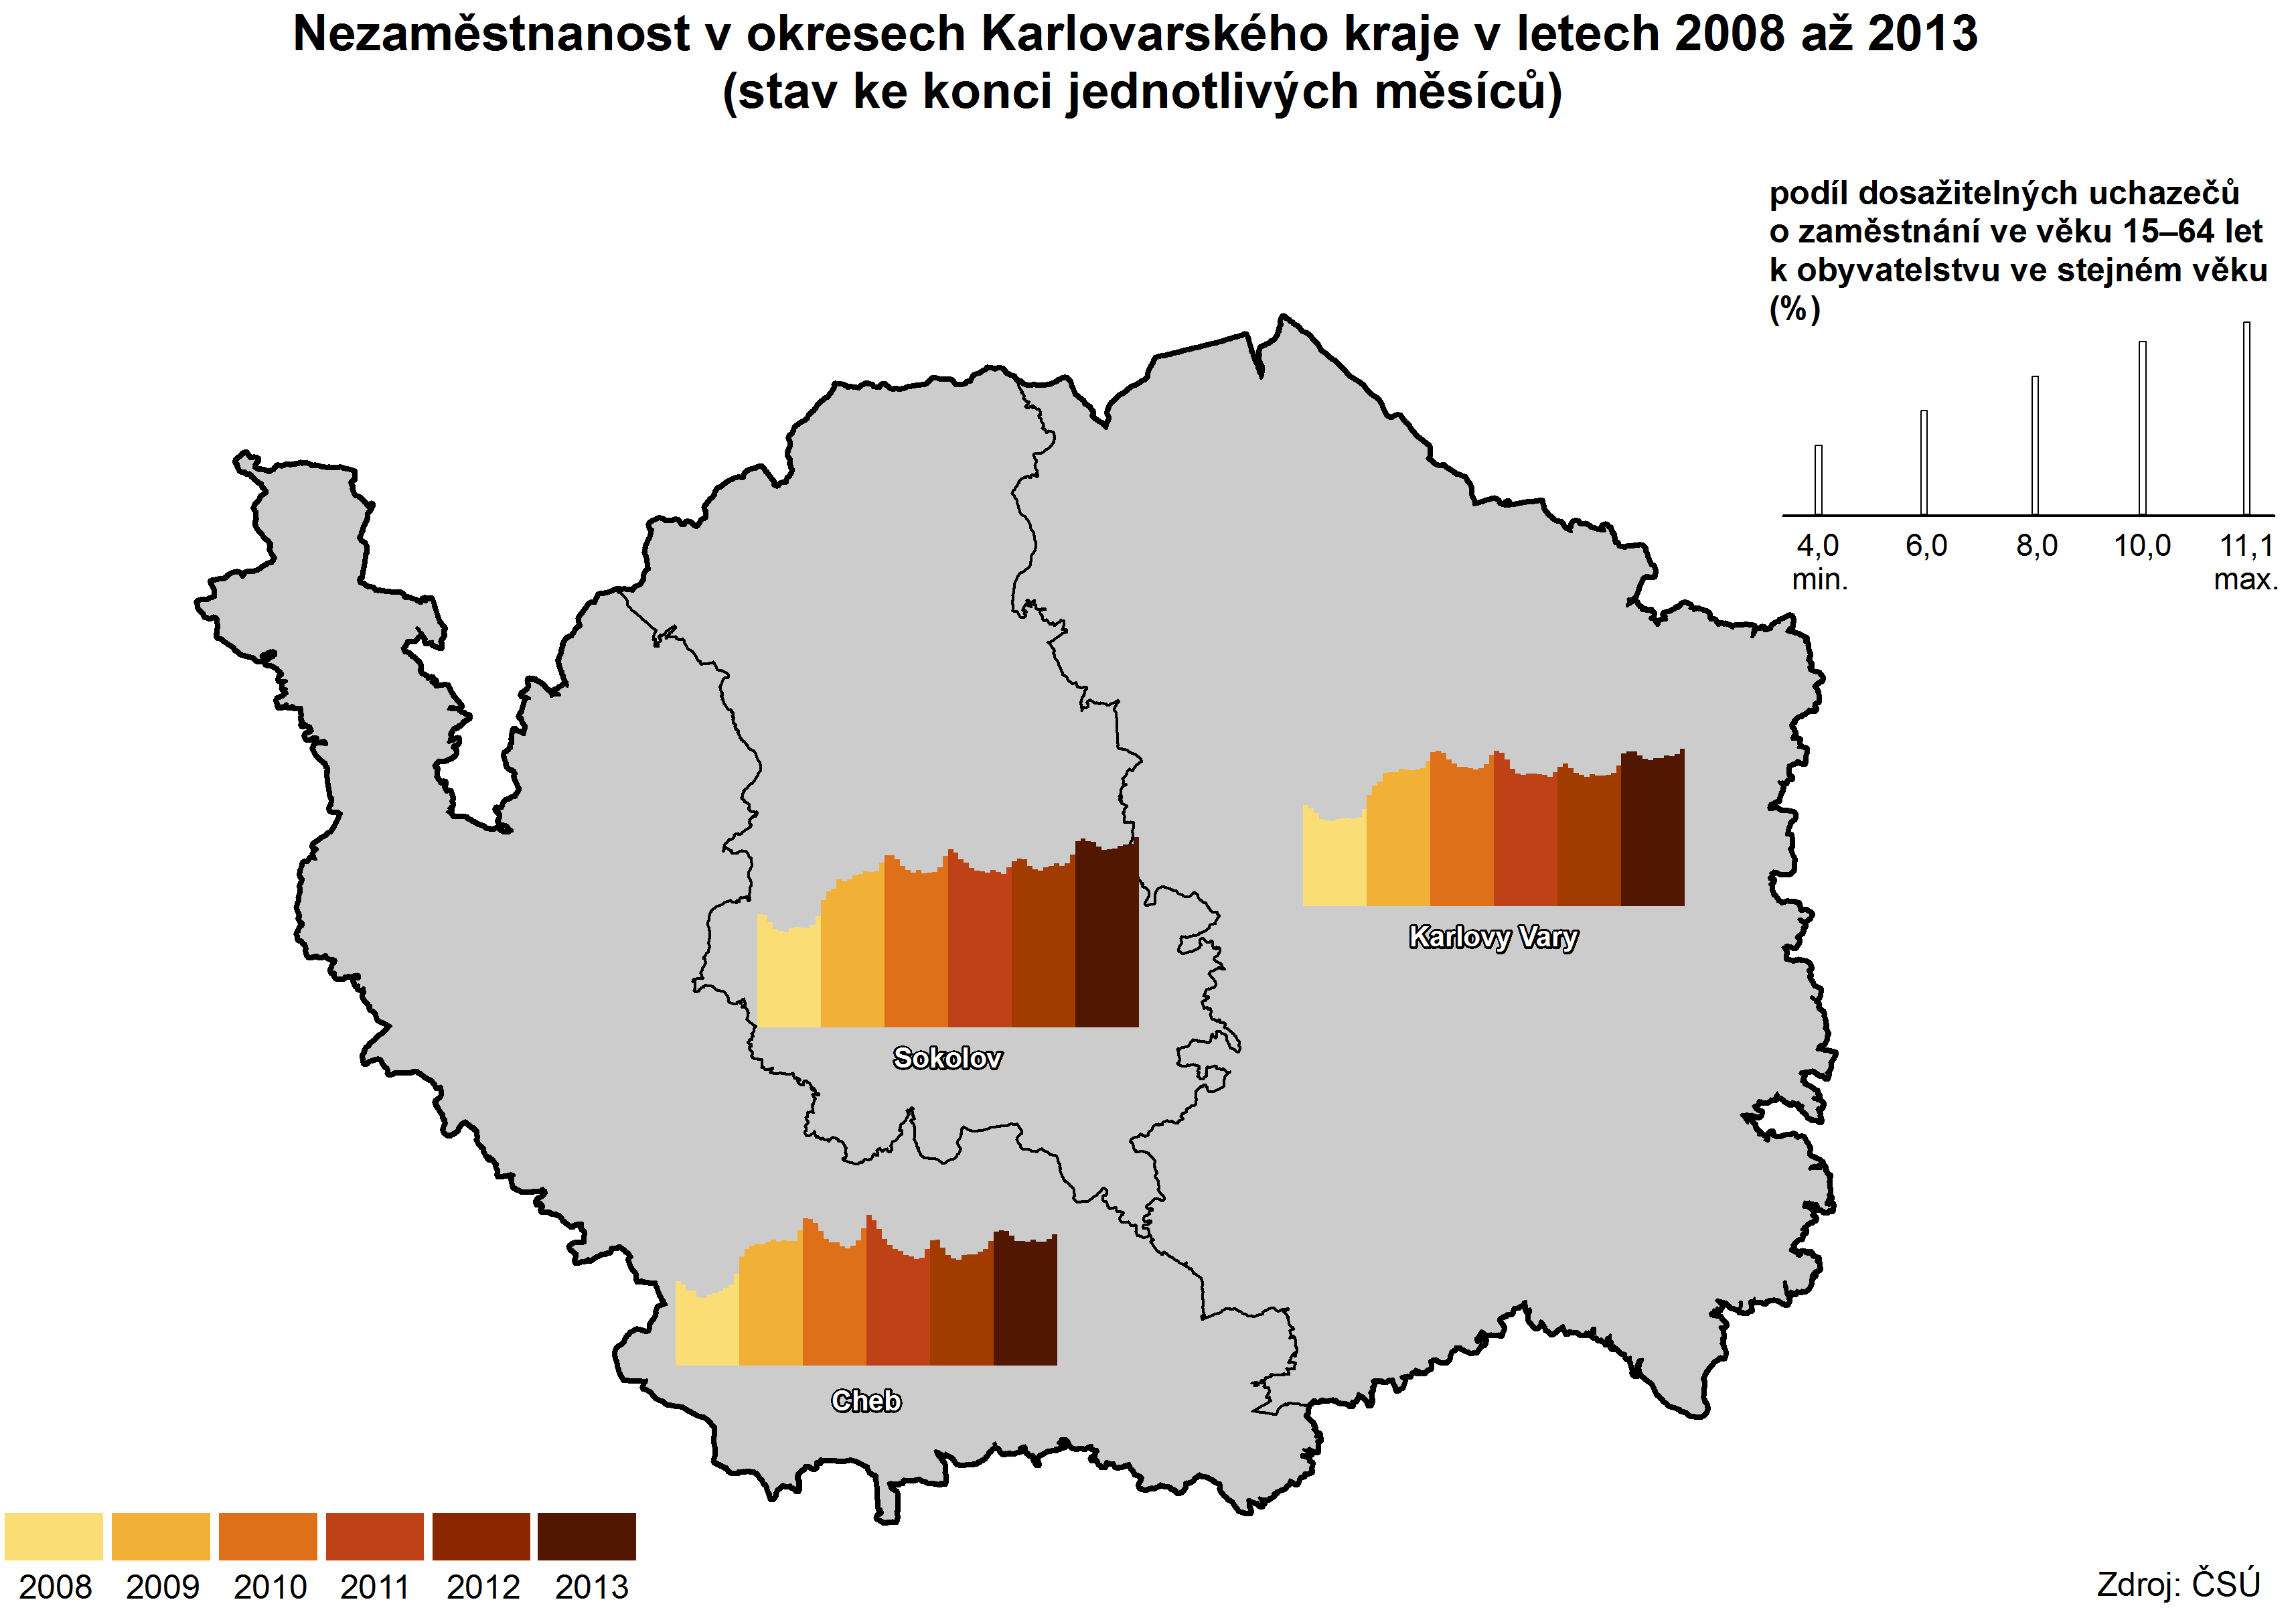 Nezaměstnanost v okresech Karlovarského kraje v letech 2008 až 2013
(stav ke konci jednotlivých měsíců)
podíl dosažitelných uchazečů
o zaměstnání ve věku 15–64 let
k obyvatelstvu ve stejném věku
(%)
4,0 6,0 8,0 10,0 11,1
min. max.
Karlovy Vary
Sokolov
Cheb
2008 2009 2010 2011 2012 2013
Zdroj: ČSÚ